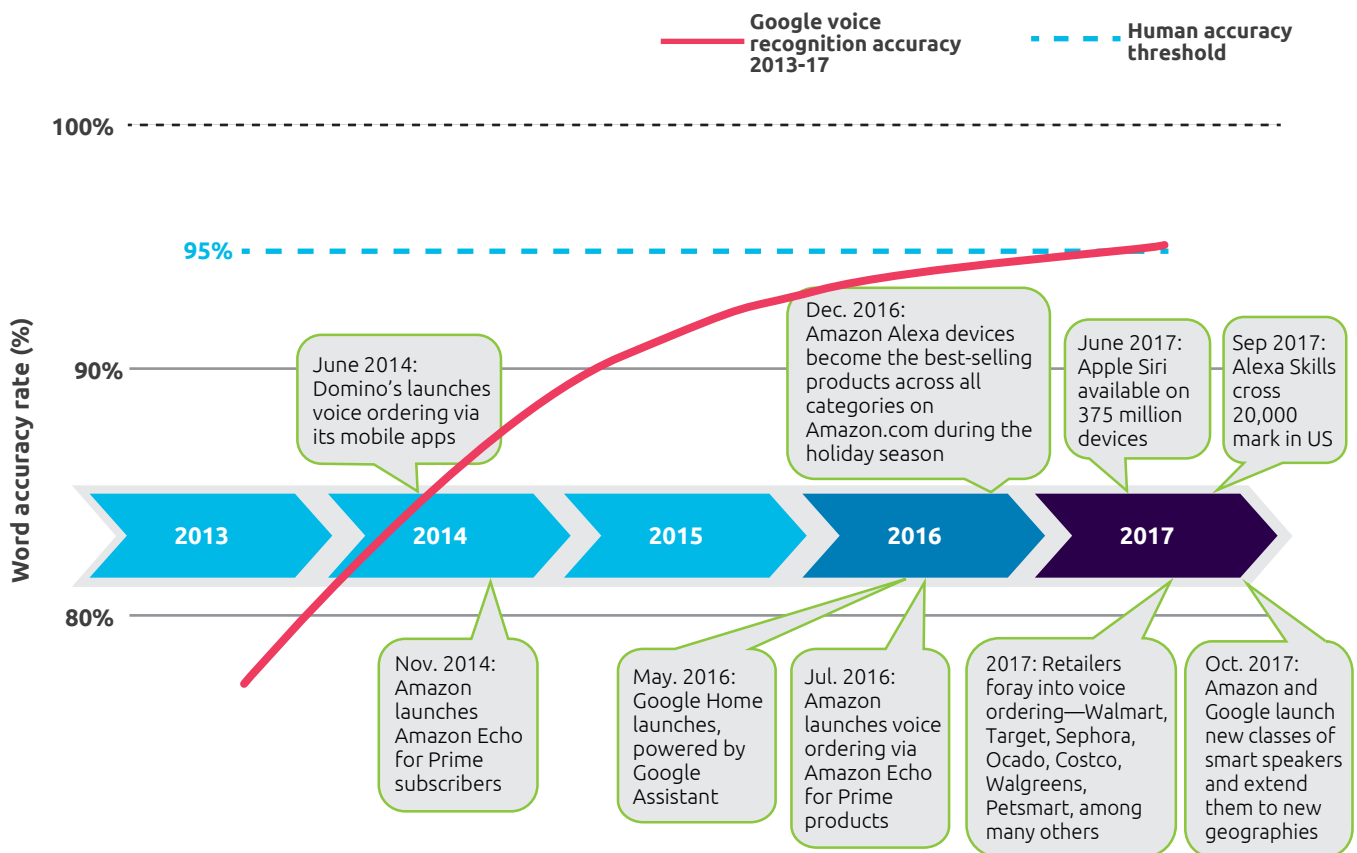 Google voice
recognition accuracy
2013-17
Human accuracy
threshold
100%
95%
90%
80%
Word accuracy rate (%)
June 2014:
Domino’s launches
voice ordering via
its mobile apps
Dec. 2016:
Amazon Alexa devices
become the best-selling
products across all
categories on
Amazon.com during the
holiday season
June 2017:
Apple Siri
available on
375 million
devices
Sep 2017:
Alexa Skills
cross
20,000
mark in US
2013
2014
2015
2016
2017
Nov. 2014:
Amazon
launches
Amazon Echo
for Prime
subscribers
May. 2016:
Google Home
launches,
powered by
Google
Assistant
Jul. 2016:
Amazon
launches voice
ordering via
Amazon Echo
for Prime
products
2017: Retailers
foray into voice
ordering—Walmart,
Target, Sephora,
Ocado, Costco,
Walgreens,
Petsmart, among
many others
Oct. 2017:
Amazon and
Google launch
new classes of
smart speakers
and extend
them to new
geographies